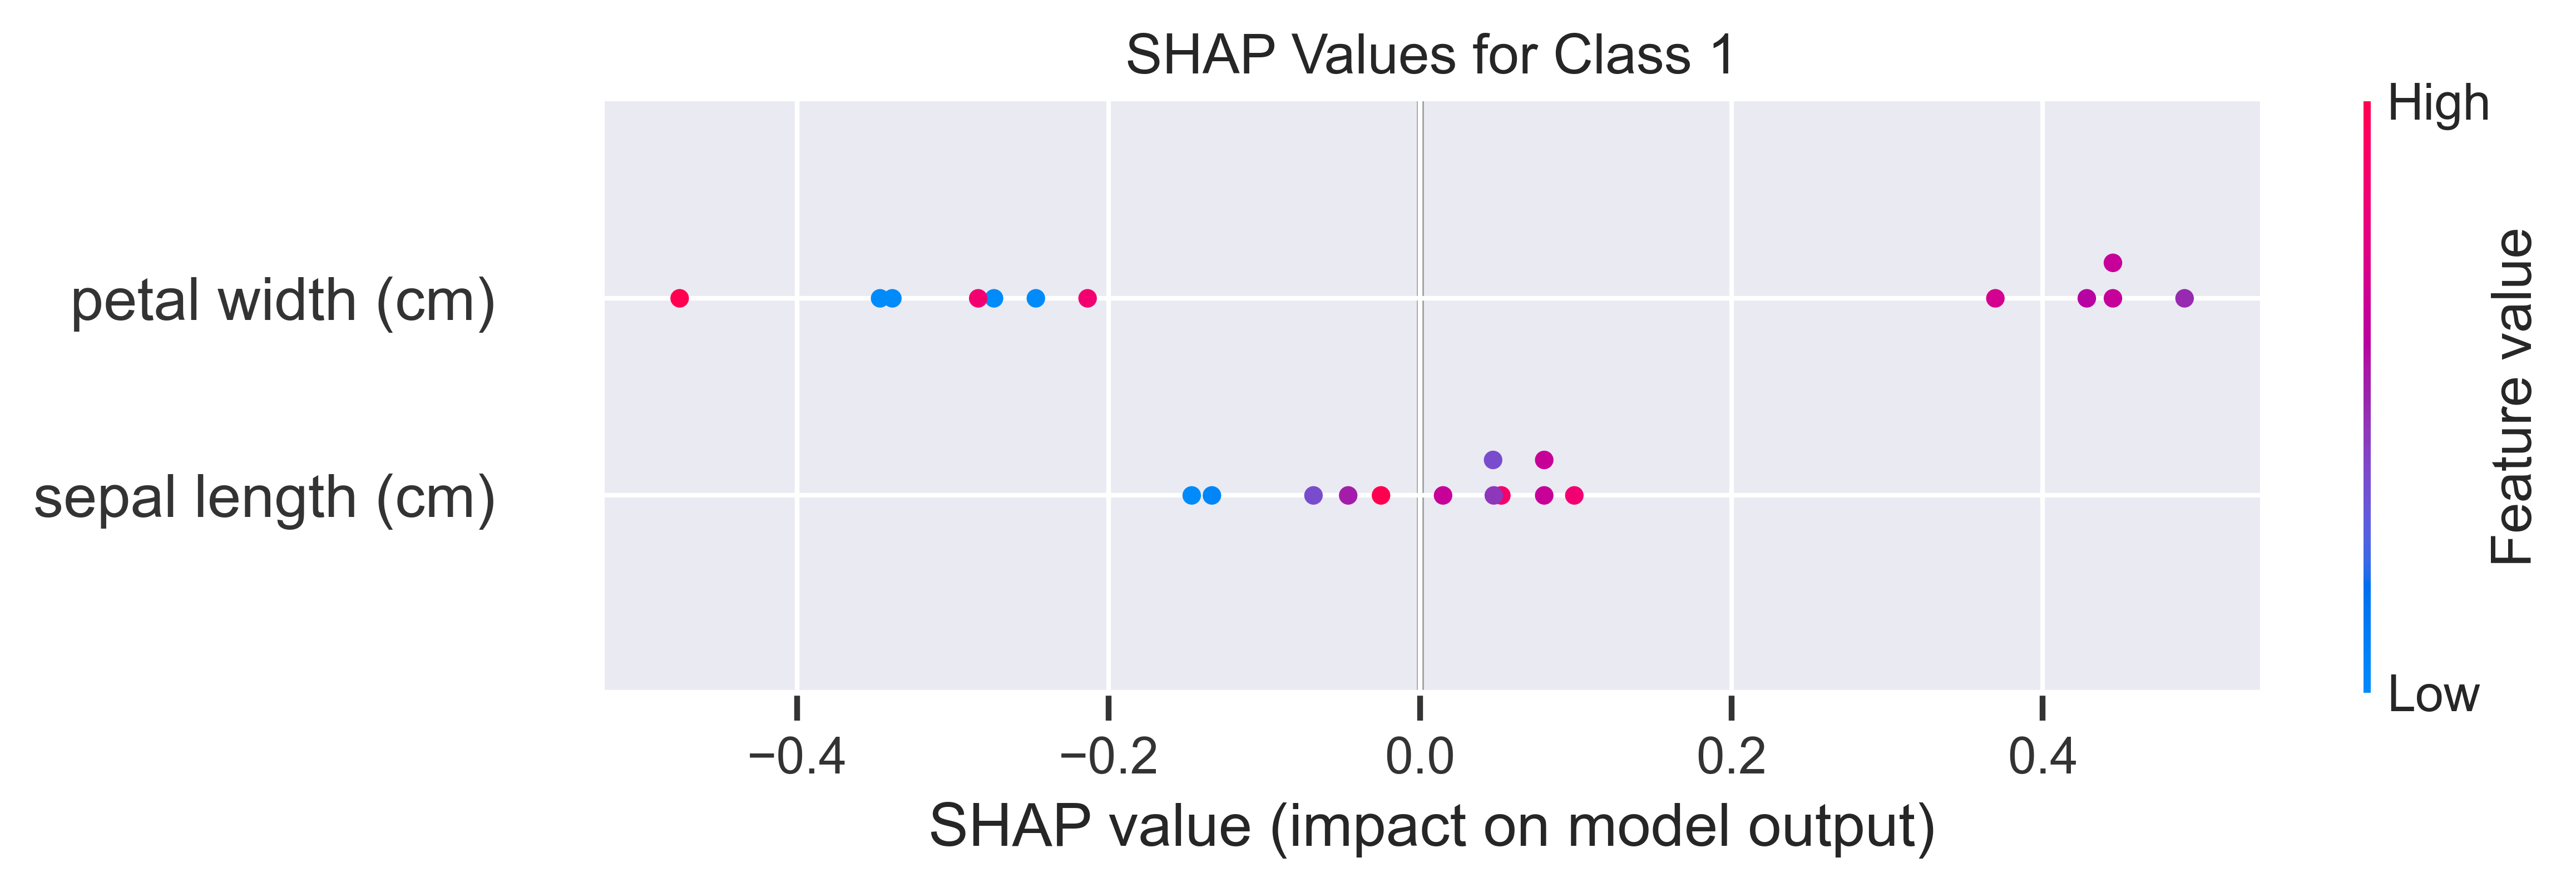 SHAP Values for Class 1
High
petal width (cm)
sepal length (cm)
Feature value
Low
−0.4
−0.2
0.0
0.2
0.4
SHAP value (impact on model output)